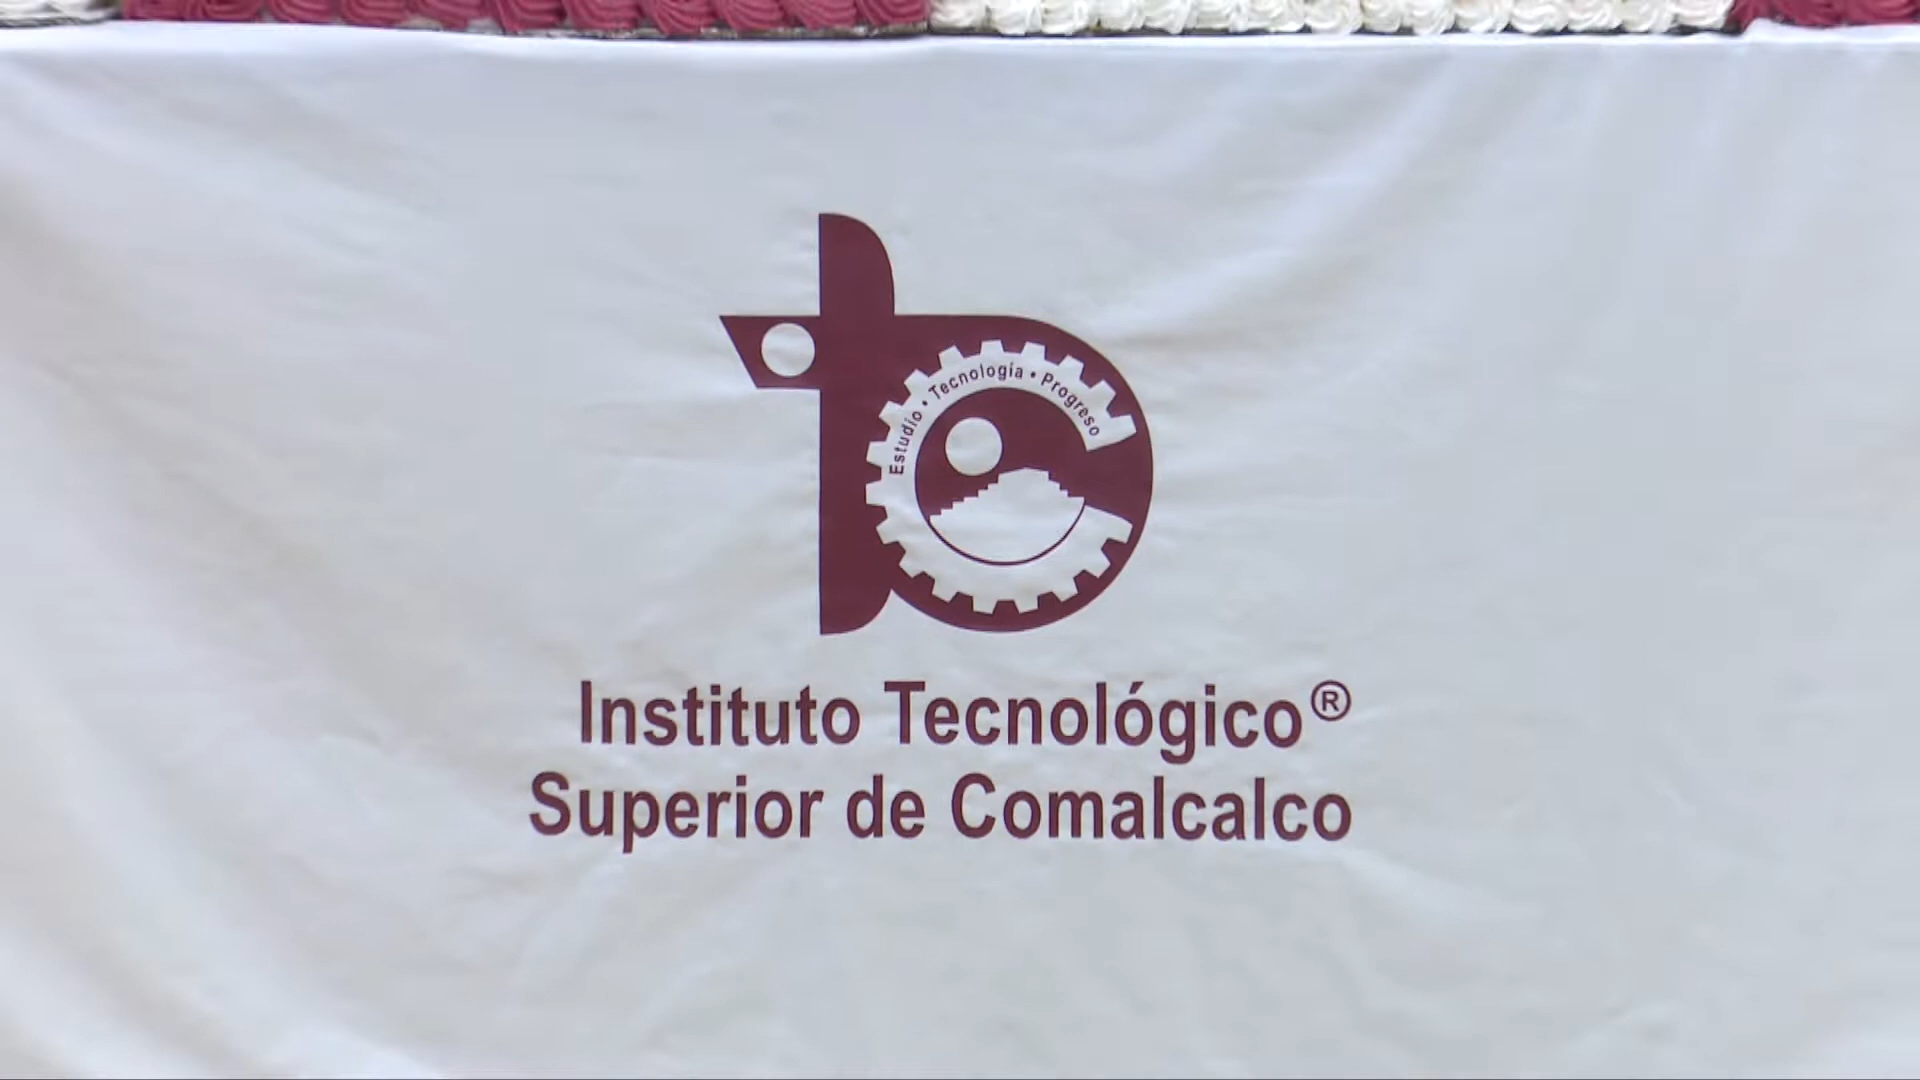 Estudio • Tecnología • Progreso
Instituto Tecnológico®
Superior de Comalcalco